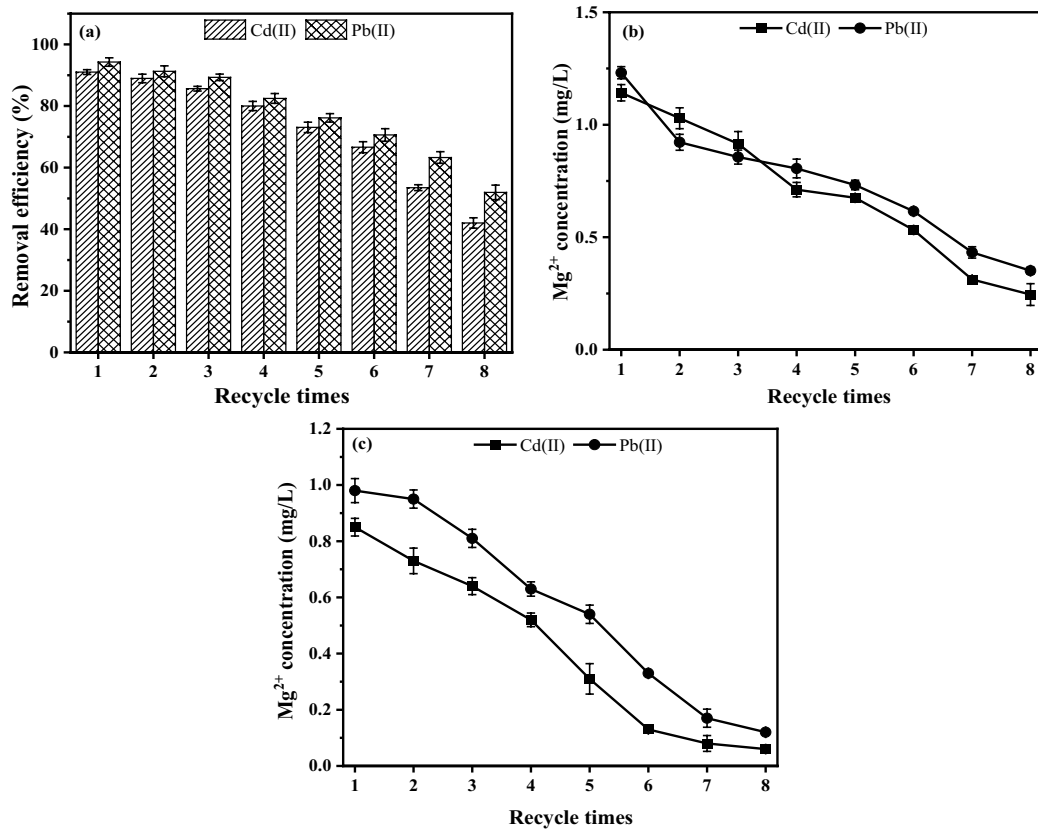 (a)
Cd(II) Pb(II)
Removal efficiency (%)
100
80
60
40
20
0
1 2 3 4 5 6 7 8
Recycle times
(b)
Cd(II)
Pb(II)
Mg²⁺ concentration (mg/L)
1.5
1.0
0.5
0.0
1 2 3 4 5 6 7 8
Recycle times
(c)
Cd(II) Pb(II)
Mg²⁺ concentration (mg/L)
1.2
1.0
0.8
0.6
0.4
0.2
0.0
1 2 3 4 5 6 7 8
Recycle times